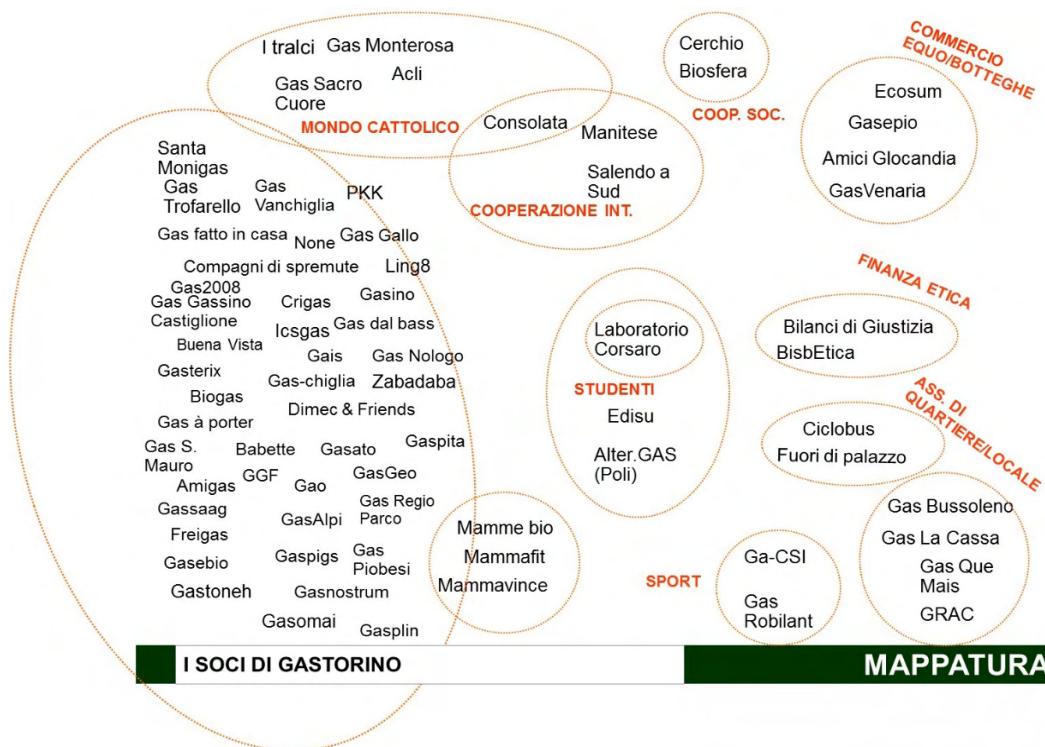 I tralci
Gas Monterosa
Acli
Gas Sacro
Cuore
MONDO CATTOLICO
Consolata
Manitese
Salendo a
Sud
COOPERAZIONE INT.
Cerchio
Biosfera
COOP. SOC.
COMMERCIO
EQUO/BOTTEGHE
Ecosum
Gasepio
Amici Glocandia
GasVenaria
Santa
Monigas
Gas
Trofarello
Gas
Vanchiglia
PKK
Gas fatto in casa
None
Gas Gallo
Compagni di spremute
Ling8
Gas2008
Gas Gassino
Castiglione
Crigas
Gasino
Icsgas
Gas dal bass
Buena Vista
Gais
Gas Nologo
Gasterix
Gas-chiglia
Zabadaba
Biogas
Dimec & Friends
Gas à porter
Gas S.
Mauro
Babette
Gasato
Gaspita
Amigas
GGF
Gao
GasGeo
Gassaag
GasAlpi
Gas Regio
Parco
Freigas
Gasebio
Gaspigs
Gas
Piobesi
Gastoneh
Gasnostrum
Gasomai
Gasplin
Mamme bio
Mammafit
Mammavince
Laboratorio
Corsaro
STUDENTI
Edisu
Alter.GAS
(Poli)
FINANZA ETICA
Bilanci di Giustizia
BisbEtica
ASS. DI
QUARTIERE/LOCALE
Ciclobus
Fuori di palazzo
Gas Bussoleno
Gas La Cassa
Gas Que
Mais
GRAC
SPORT
Ga-CSI
Gas
Robilant
I SOCI DI GASTORINO
MAPPATURA